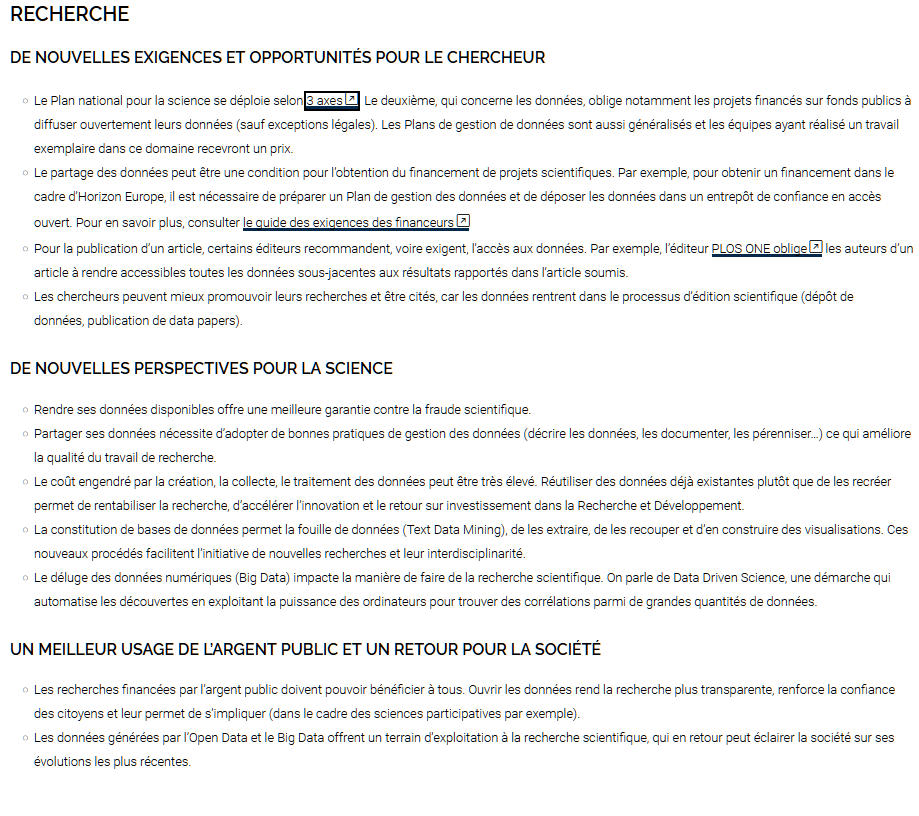 RECHERCHE
DE NOUVELLES EXIGENCES ET OPPORTUNITÉS POUR LE CHERCHEUR
Le Plan national pour la science se déploie selon 3 axes Le deuxième, qui concerne les données, oblige notamment les projets financés sur fonds publics à
diffuser ouvertement leurs données (sauf exceptions légales). Les Plans de gestion de données sont aussi généralisés et les équipes ayant réalisé un travail
exemplaire dans ce domaine recevront un prix.
Le partage des données peut être une condition pour l'obtention du financement de projets scientifiques. Par exemple, pour obtenir un financement dans le
cadre d'Horizon Europe, il est nécessaire de préparer un Plan de gestion des données et de déposer les données dans un entrepôt de confiance en accès
ouvert. Pour en savoir plus, consulter le guide des exigences des financeurs
Pour la publication d'un article, certains éditeurs recommandent, voire exigent, l'accès aux données. Par exemple, l'éditeur PLOS ONE oblige les auteurs d'un
article à rendre accessibles toutes les données sous-jacentes aux résultats rapportés dans l'article soumis.
Les chercheurs peuvent mieux promouvoir leurs recherches et être cités, car les données rentrent dans le processus d'édition scientifique (dépôt de
données, publication de data papers).
DE NOUVELLES PERSPECTIVES POUR LA SCIENCE
Rendre ses données disponibles offre une meilleure garantie contre la fraude scientifique.
Partager ses données nécessite d'adopter de bonnes pratiques de gestion des données (décrire les données, les documenter, les pérenniser...) ce qui améliore
la qualité du travail de recherche.
Le coût engendré par la création, la collecte, le traitement des données peut être très élevé. Réutiliser des données déjà existantes plutôt que de les recréer
permet de rentabiliser la recherche, d'accélérer l'innovation et le retour sur investissement dans la Recherche et Développement.
La constitution de bases de données permet la fouille de données (Text Data Mining), de les extraire, de les recouper et d'en construire des visualisations. Ces
nouveaux procédés facilitent l'initiative de nouvelles recherches et leur interdisciplinarité.
Le déluge des données numériques (Big Data) impacte la manière de faire de la recherche scientifique. On parle de Data Driven Science, une démarche qui
automatise les découvertes en exploitant la puissance des ordinateurs pour trouver des corrélations parmi de grandes quantités de données.
UN MEILLEUR USAGE DE L'ARGENT PUBLIC ET UN RETOUR POUR LA SOCIÉTÉ
Les recherches financées par l'argent public doivent pouvoir bénéficier à tous. Ouvrir les données rend la recherche plus transparente, renforce la confiance
des citoyens et leur permet de s'impliquer (dans le cadre des sciences participatives par exemple).
Les données générées par l'Open Data et le Big Data offrent un terrain d'exploitation à la recherche scientifique, qui en retour peut éclairer la société sur ses
évolutions les plus récentes.